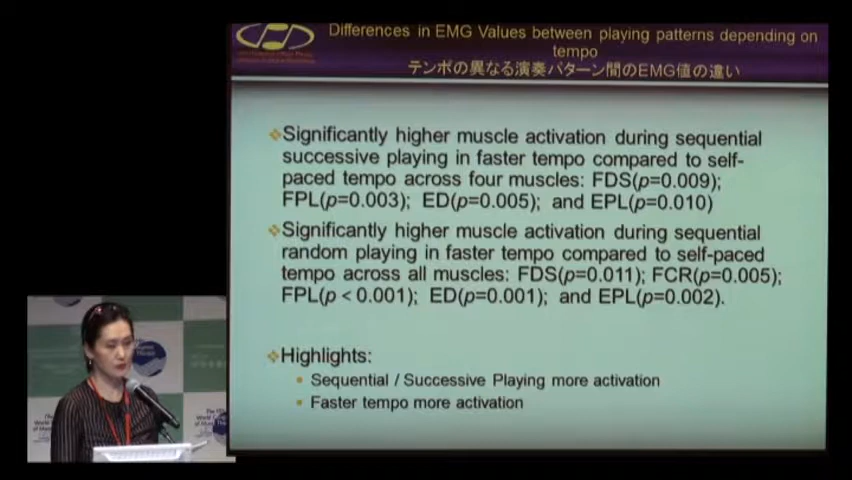 Differences in EMG Values between playing patterns depending on
tempo
テンポの異なる演奏パターン間のEMG値の違い
Significantly higher muscle activation during sequential
successive playing in faster tempo compared to self-
paced tempo across four muscles: FDS(p=0.009);
FPL(p=0.003); ED(p=0.005); and EPL(p=0.010)
Significantly higher muscle activation during sequential
random playing in faster tempo compared to self-paced
tempo across all muscles: FDS(p=0.011); FCR(p=0.005);
FPL(p < 0.001); ED(p=0.001); and EPL(p=0.002).
Highlights:
Sequential / Successive Playing more activation
Faster tempo more activation